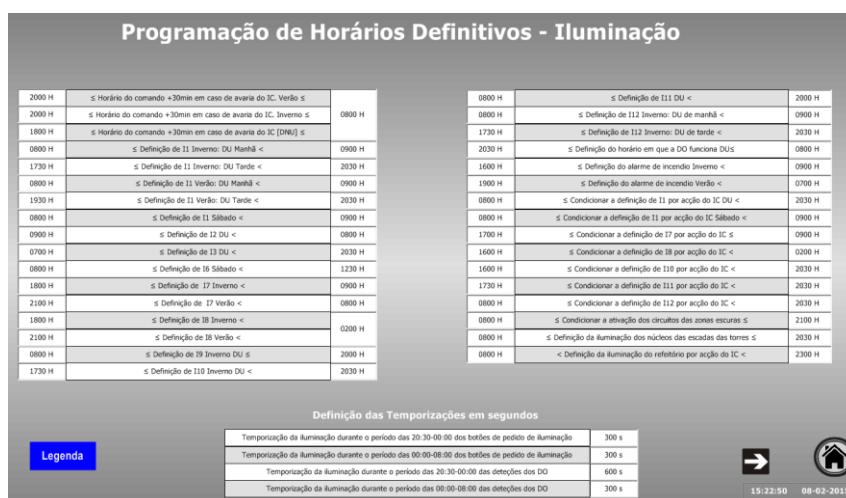 Programação de Horários Definitivos - Iluminação
2000 H ≤ Horário do comando +30min em caso de avaria do IC. Verão ≤
2000 H ≤ Horário do comando +30min em caso de avaria do IC. Inverno ≤ 0800 H
1800 H ≤ Horário do comando +30min em caso de avaria do IC [DNU] ≤
0800 H ≤ Definição de I1 Inverno: DU Manhã < 0900 H
1730 H ≤ Definição de I1 Inverno: DU Tarde < 2030 H
0800 H ≤ Definição de I1 Verão: DU Manhã < 0900 H
1930 H ≤ Definição de I1 Verão: DU Tarde < 2030 H
0800 H ≤ Definição de I1 Sábado < 0900 H
0900 H ≤ Definição de I2 DU < 0800 H
0700 H ≤ Definição de I3 DU < 2030 H
0800 H ≤ Definição de I6 Sábado < 1230 H
1800 H ≤ Definição de I7 Inverno < 0900 H
2100 H ≤ Definição de I7 Verão < 0800 H
1800 H ≤ Definição de I8 Inverno <
0200 H
2100 H ≤ Definição de I8 Verão <
0800 H ≤ Definição de I9 Inverno DU ≤ 2000 H
1730 H ≤ Definição de I10 Inverno DU < 2030 H
0800 H ≤ Definição de I11 DU < 2000 H
0800 H ≤ Definição de I12 Inverno: DU de manhã < 0900 H
1730 H ≤ Definição de I12 Inverno: DU de tarde < 2030 H
2030 H ≤ Definição do horário em que a DO funciona DU≤ 0800 H
1600 H ≤ Definição do alarme de incendio Inverno < 0900 H
1900 H ≤ Definição do alarme de incendio Verão < 0700 H
0800 H ≤ Condicionar a definição de I1 por acção do IC DU < 2030 H
0800 H ≤ Condicionar a definição de I1 por acção do IC Sábado < 0900 H
1700 H ≤ Condicionar a definição de I7 por acção do IC ≤ 0900 H
1600 H ≤ Condicionar a definição de I8 por acção do IC < 0200 H
1600 H ≤ Condicionar a definição de I10 por acção do IC < 2030 H
1730 H ≤ Condicionar a definição de I11 por acção do IC < 2030 H
0800 H ≤ Condicionar a definição de I12 por acção do IC < 2030 H
0800 H ≤ Condicionar a ativação dos circuitos das zonas escuras ≤ 2100 H
0800 H ≤ Definição da iluminação dos núcleos das escadas das torres ≤ 2030 H
0800 H < Definição da iluminação do refeitório por acção do IC < 2300 H
Definição das Temporizações em segundos
Temporização da iluminação durante o período das 20:30-00:00 dos botões de pedido de iluminação 300 s
Temporização da iluminação durante o período das 00:00-08:00 dos botões de pedido de iluminação 300 s
Temporização da iluminação durante o período das 20:30-00:00 das deteções dos DO 600 s
Temporização da iluminação durante o período das 00:00-08:00 das deteções dos DO 300 s
Legenda
15:22:50 08-02-201